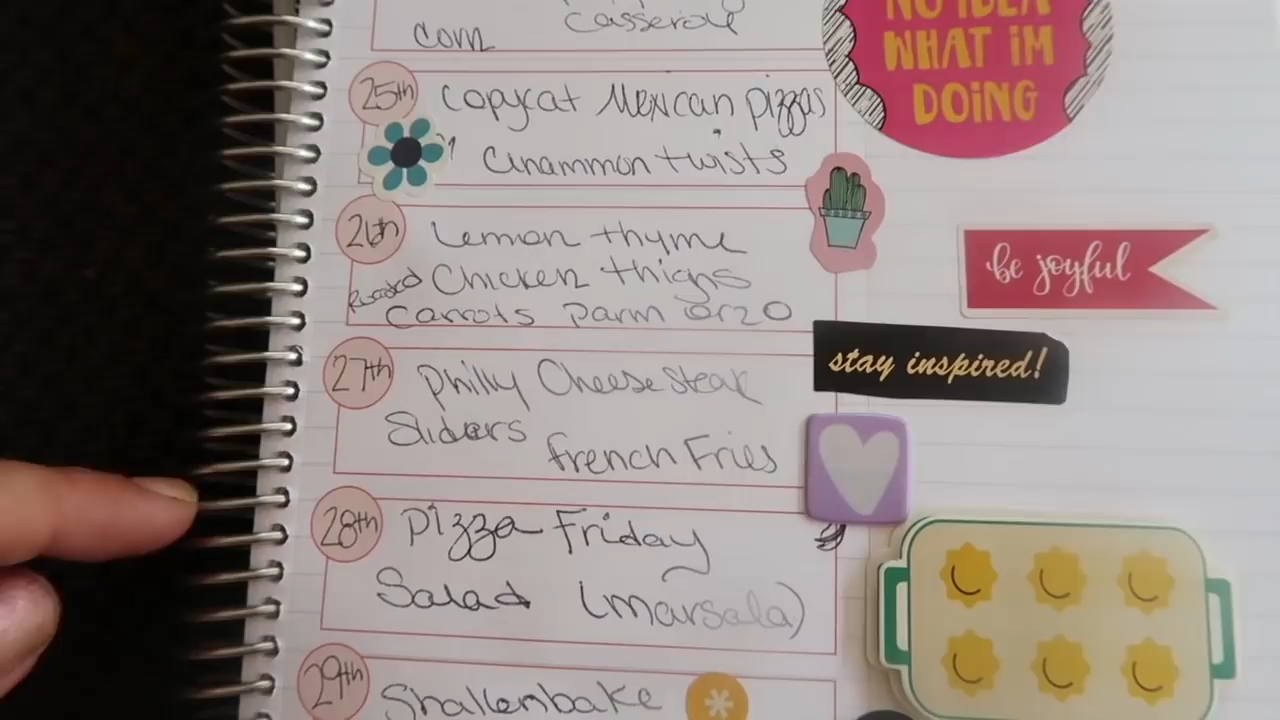 casserole
corn
25th
Copycat Mexican pizzas
Cinammon twists
26th
Lemon thyme
Roasted Chicken thighs
Carrots Parm Orzo
27th
Philly Cheese steak
Sliders
French Fries
28th
Pizza Friday
Salad (marsala)
29th
Shakenbake
NO IDEA
WHAT iM
DOiNG
be joyful
stay inspired!